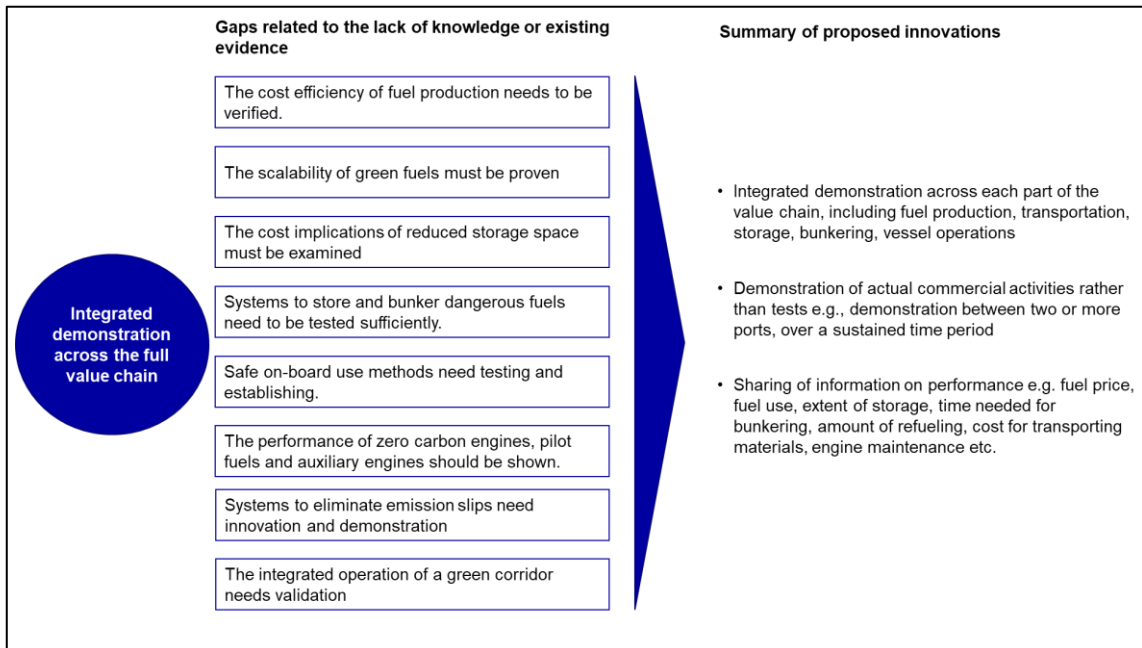 Gaps related to the lack of knowledge or existing
evidence
Summary of proposed innovations
Integrated
demonstration
across the full
value chain
The cost efficiency of fuel production needs to be
verified.
The scalability of green fuels must be proven
The cost implications of reduced storage space
must be examined
Systems to store and bunker dangerous fuels
need to be tested sufficiently.
Safe on-board use methods need testing and
establishing.
The performance of zero carbon engines, pilot
fuels and auxiliary engines should be shown.
Systems to eliminate emission slips need
innovation and demonstration
The integrated operation of a green corridor
needs validation
• Integrated demonstration across each part of the
value chain, including fuel production, transportation,
storage, bunkering, vessel operations
• Demonstration of actual commercial activities rather
than tests e.g., demonstration between two or more
ports, over a sustained time period
• Sharing of information on performance e.g. fuel price,
fuel use, extent of storage, time needed for
bunkering, amount of refueling, cost for transporting
materials, engine maintenance etc.